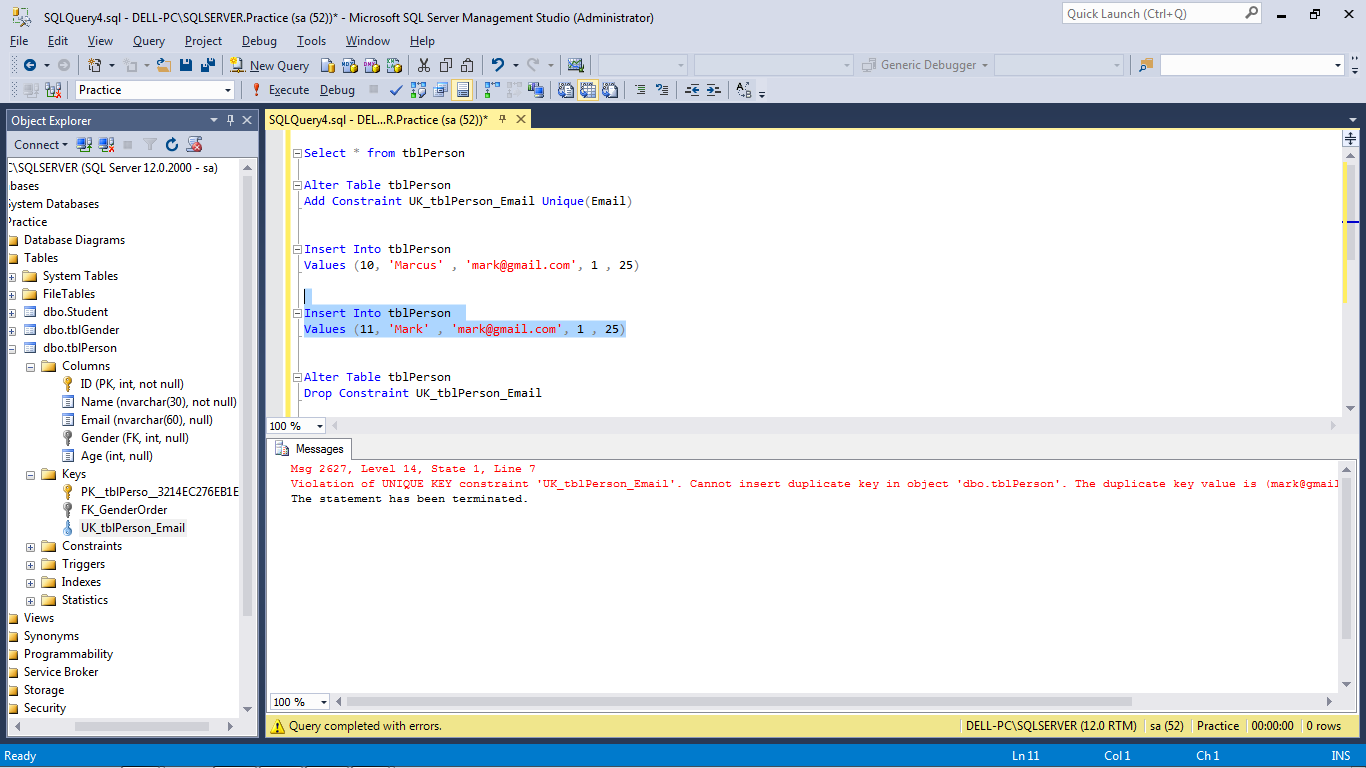 SQLQuery4.sql - DELL-PC\SQLSERVER.Practice (sa (52))* - Microsoft SQL Server Management Studio (Administrator)
Quick Launch (Ctrl+Q)
File Edit View Query Project Debug Tools Window Help
New Query
Generic Debugger
Practice
Execute Debug
Object Explorer
Connect
:\SQLSERVER (SQL Server 12.0.2000 - sa)
bases
ystem Databases
ractice
Database Diagrams
Tables
System Tables
FileTables
dbo.Student
dbo.tblGender
dbo.tblPerson
Columns
ID (PK, int, not null)
Name (nvarchar(30), not null)
Email (nvarchar(60), null)
Gender (FK, int, null)
Age (int, null)
Keys
PK__tblPerso__3214EC276EB1E
FK_GenderOrder
UK_tblPerson_Email
Constraints
Triggers
Indexes
Statistics
Views
Synonyms
Programmability
Service Broker
Storage
Security
SQLQuery4.sql - DEL...R.Practice (sa (52))*
Select * from tblPerson
Alter Table tblPerson
Add Constraint UK_tblPerson_Email Unique(Email)
Insert Into tblPerson
Values (10, 'Marcus' , 'mark@gmail.com', 1 , 25)
Insert Into tblPerson
Values (11, 'Mark' , 'mark@gmail.com', 1 , 25)
Alter Table tblPerson
Drop Constraint UK_tblPerson_Email
100 %
Messages
Msg 2627, Level 14, State 1, Line 7
Violation of UNIQUE KEY constraint 'UK_tblPerson_Email'. Cannot insert duplicate key in object 'dbo.tblPerson'. The duplicate key value is (mark@gmail
The statement has been terminated.
100 %
Query completed with errors.
DELL-PC\SQLSERVER (12.0 RTM) sa (52) Practice 00:00:00 0 rows
Ready
Ln 11 Col 1 Ch 1 INS